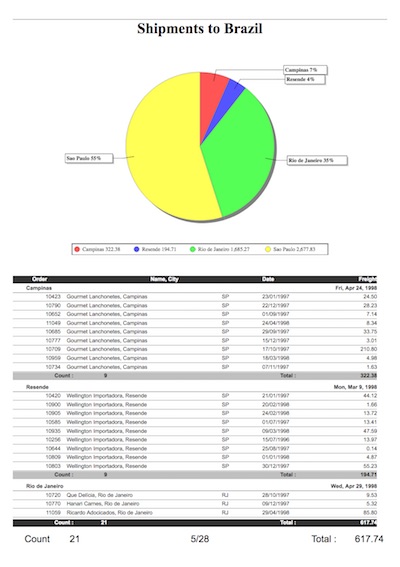 Shipments to Brazil
Campinas 7%
Resende 4%
Sao Paulo 55%
Rio de Janeiro 35%
Campinas 322.38 Resende 194.71 Rio de Janeiro 1,685.27 Sao Paulo 2,677.83
Order Name, City Date Freight
Campinas Fri, Apr 24, 1998
10423 Gourmet Lanchonetes, Campinas SP 23/01/1997 24.50
10790 Gourmet Lanchonetes, Campinas SP 22/12/1997 28.23
10652 Gourmet Lanchonetes, Campinas SP 01/09/1997 7.14
11049 Gourmet Lanchonetes, Campinas SP 24/04/1998 8.34
10685 Gourmet Lanchonetes, Campinas SP 29/09/1997 33.75
10777 Gourmet Lanchonetes, Campinas SP 15/12/1997 3.01
10709 Gourmet Lanchonetes, Campinas SP 17/10/1997 210.80
10959 Gourmet Lanchonetes, Campinas SP 18/03/1998 4.98
10734 Gourmet Lanchonetes, Campinas SP 07/11/1997 1.63
Count : 9 Total : 322.38
Resende Mon, Mar 9, 1998
10420 Wellington Importadora, Resende SP 21/01/1997 44.12
10900 Wellington Importadora, Resende SP 20/02/1998 1.66
10905 Wellington Importadora, Resende SP 24/02/1998 13.72
10585 Wellington Importadora, Resende SP 01/07/1997 13.41
10935 Wellington Importadora, Resende SP 09/03/1998 47.59
10256 Wellington Importadora, Resende SP 15/07/1996 13.97
10644 Wellington Importadora, Resende SP 25/08/1997 0.14
10809 Wellington Importadora, Resende SP 01/01/1998 4.87
10803 Wellington Importadora, Resende SP 30/12/1997 55.23
Count : 9 Total : 194.71
Rio de Janeiro Wed, Apr 29, 1998
10720 Que Delícia, Rio de Janeiro RJ 28/10/1997 9.53
10770 Hanari Carnes, Rio de Janeiro RJ 09/12/1997 5.32
11059 Ricardo Adocicados, Rio de Janeiro RJ 29/04/1998 85.80
Count : 21 Total : 617.74
Count 21 5/28 Total : 617.74